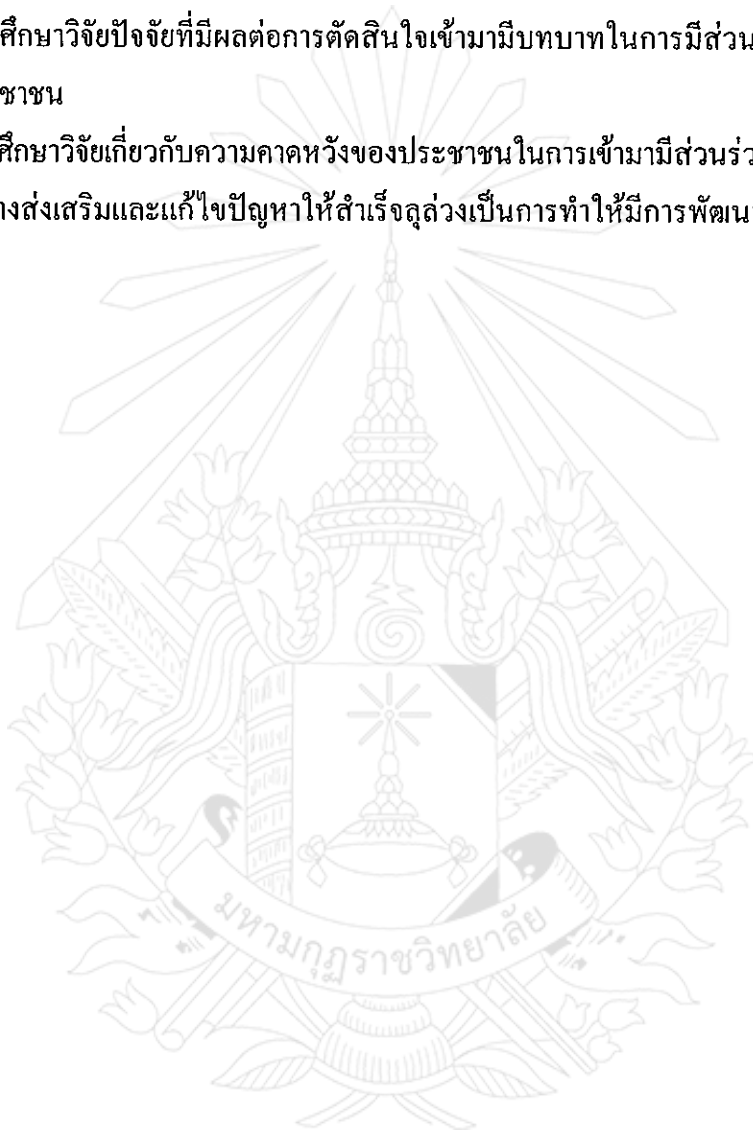 ศึกษาวิจัยปัจจัยที่มีผลต่อการตัดสินใจเข้ามามีบทบาทในการมีส่วน
ชาชน
ศึกษาวิจัยเกี่ยวกับความคาดหวังของประชาชนในการเข้ามามีส่วนร่ว
างส่งเสริมและแก้ไขปัญหาให้สำเร็จลุล่วงเป็นการทำให้มีการพัฒนา
มหามกุฏราชวิทยาลัย